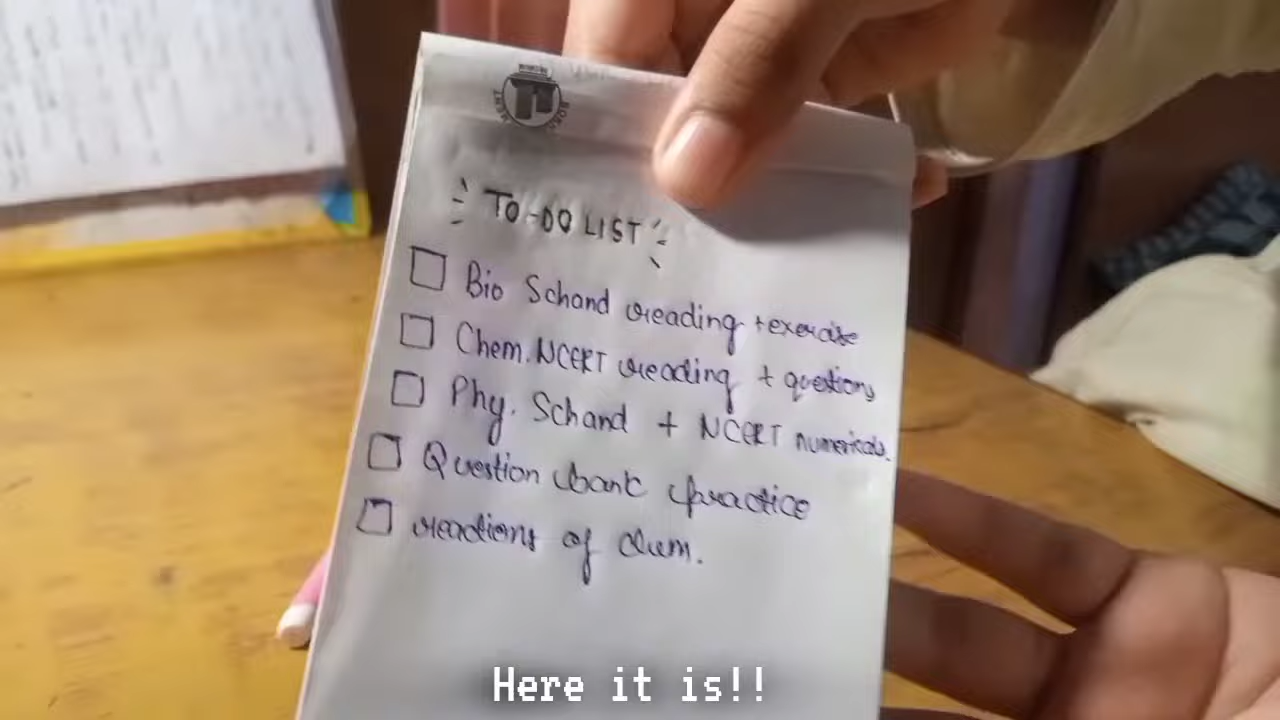 TO-DO LIST
Bio Schand reading + exercise
Chem. NCERT reading + questions
Phy. Schand + NCERT numericals.
Question bank practice
reactions of chem.
Here it is!!